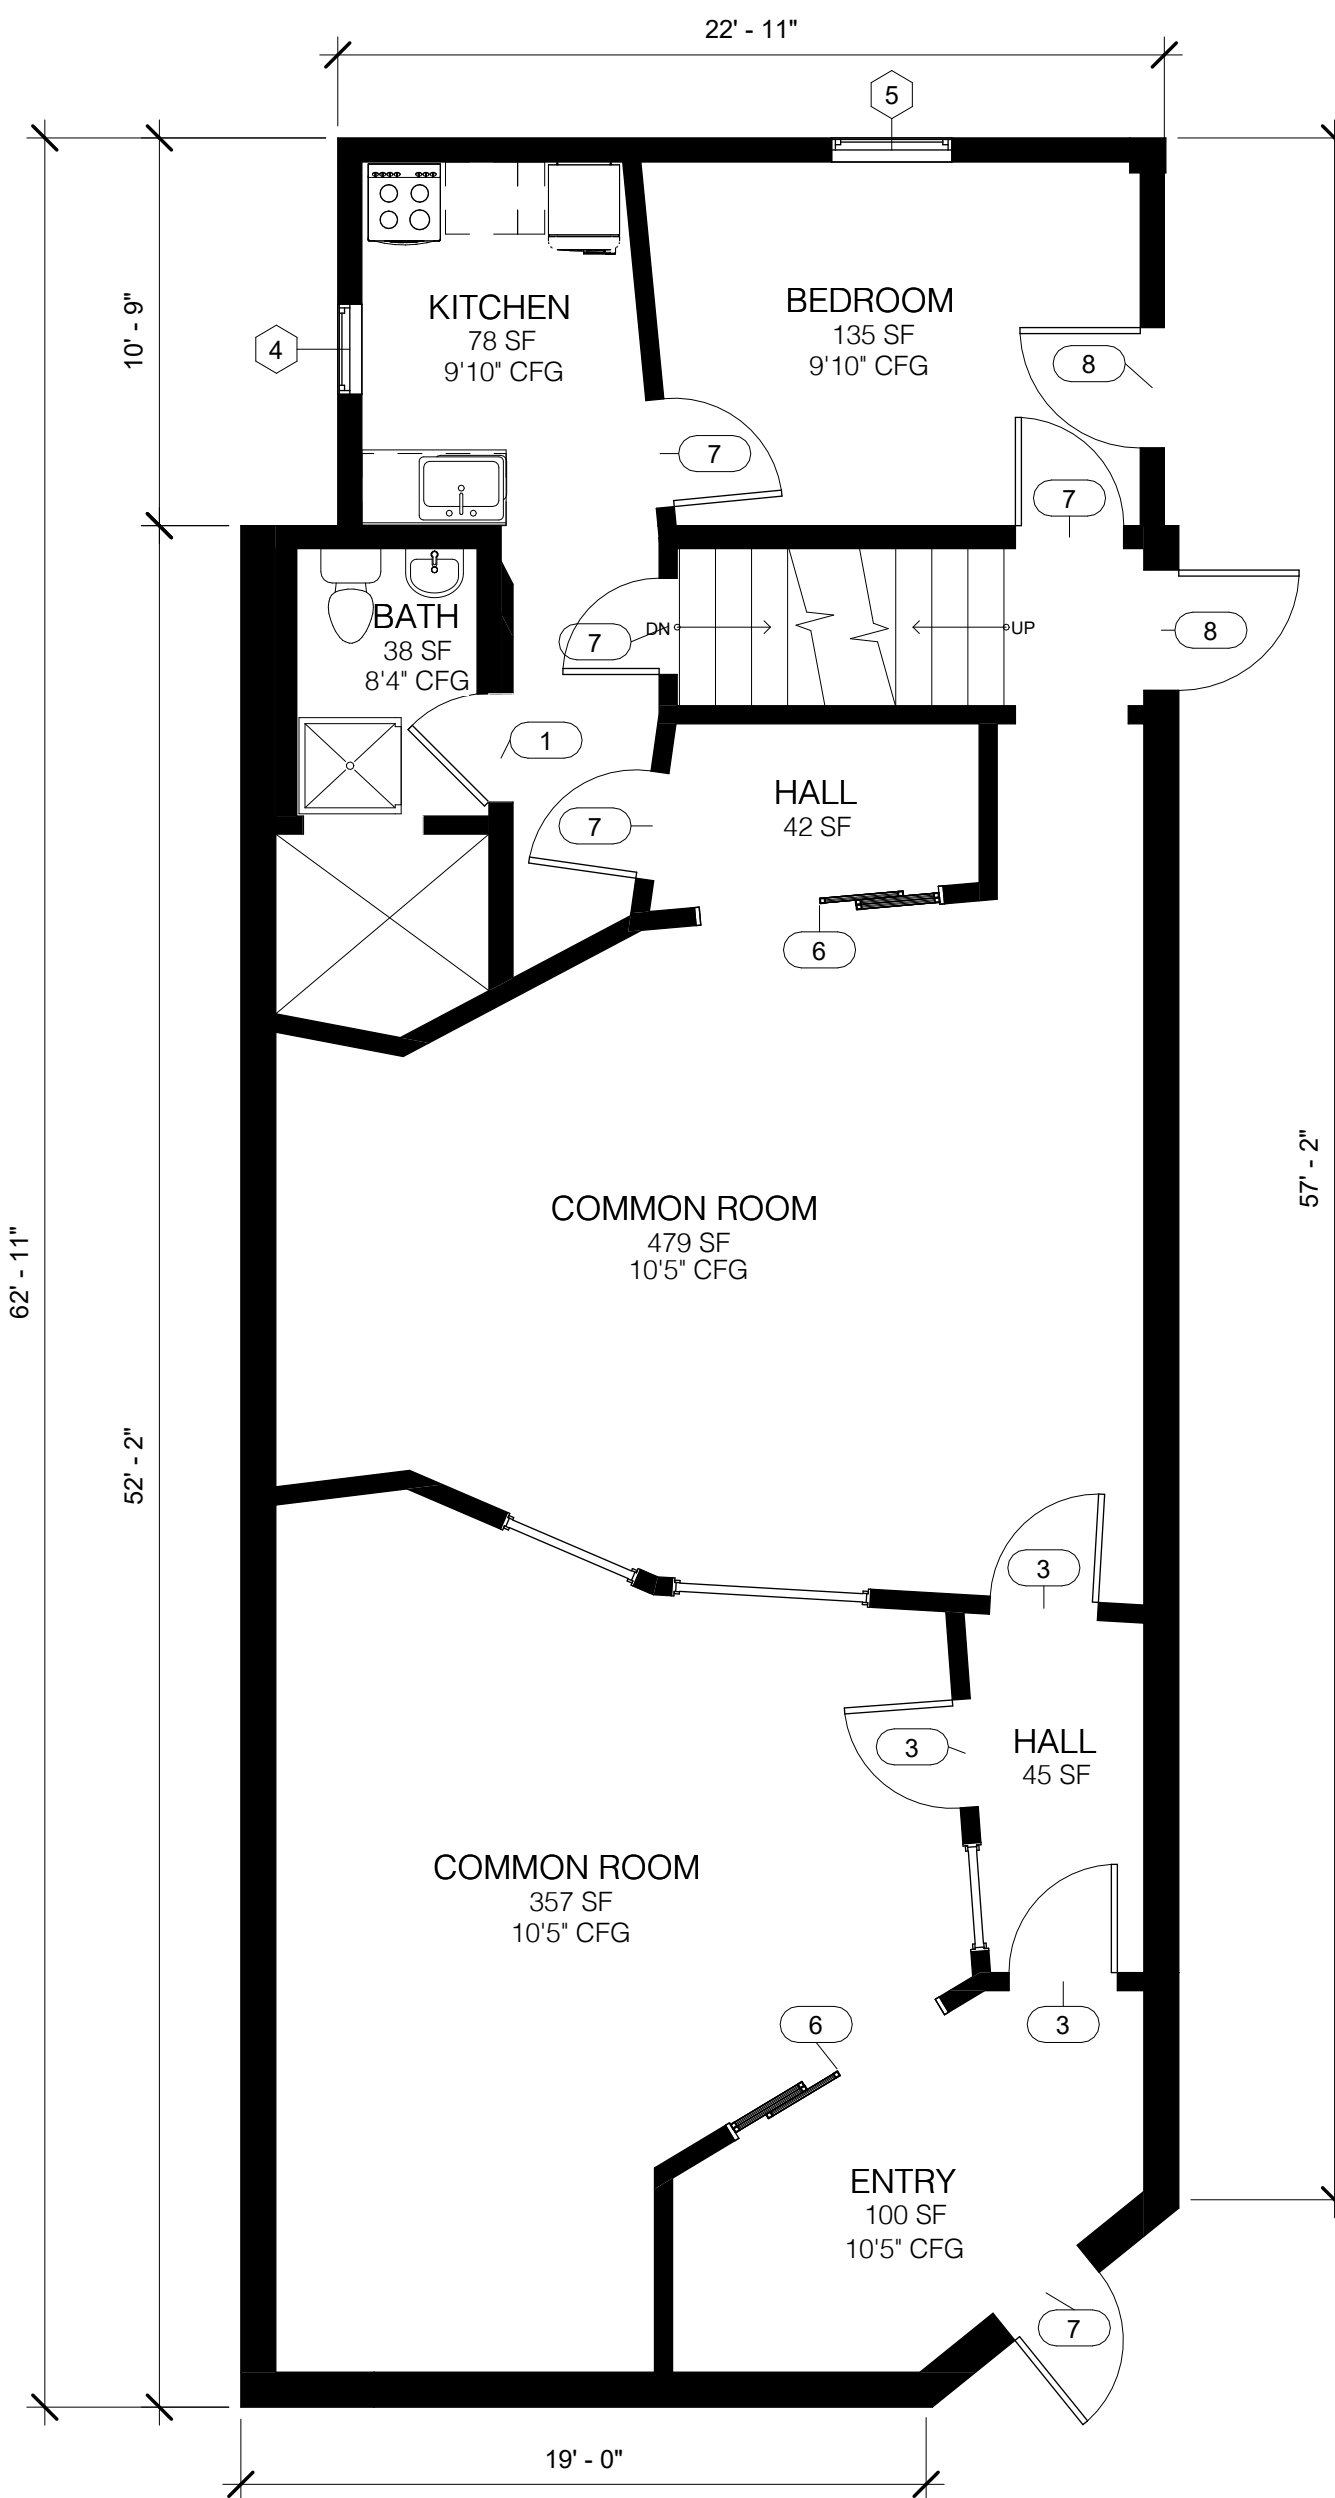 22' - 11"
5
10' - 9"
KITCHEN
78 SF
9'10" CFG
BEDROOM
135 SF
9'10" CFG
4
8
7
7
BATH
38 SF
8'4" CFG
7
DN
UP
8
1
HALL
42 SF
7
6
COMMON ROOM
479 SF
10'5" CFG
57' - 2"
62' - 11"
52' - 2"
3
3
HALL
45 SF
COMMON ROOM
357 SF
10'5" CFG
6
3
ENTRY
100 SF
10'5" CFG
7
19' - 0"